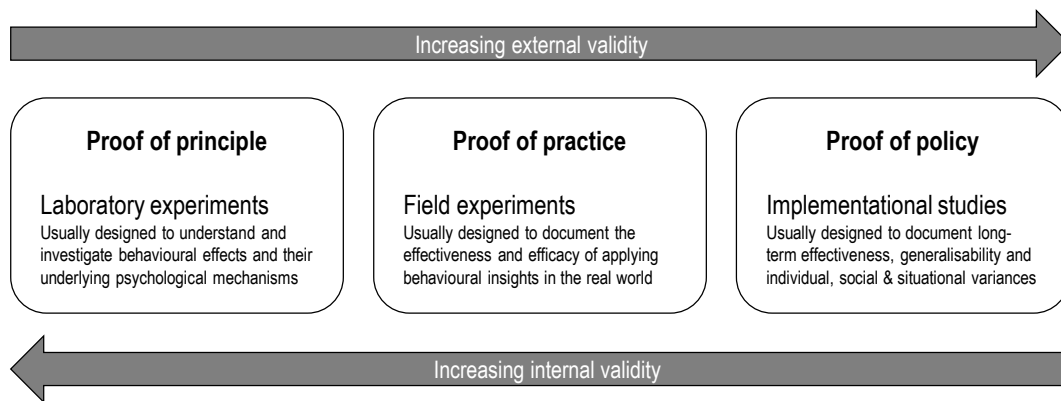 Increasing external validity
Proof of principle
Laboratory experiments
Usually designed to understand and
investigate behavioural effects and their
underlying psychological mechanisms
Proof of practice
Field experiments
Usually designed to document the
effectiveness and efficacy of applying
behavioural insights in the real world
Proof of policy
Implementational studies
Usually designed to document long-
term effectiveness, generalisability and
individual, social & situational variances
Increasing internal validity